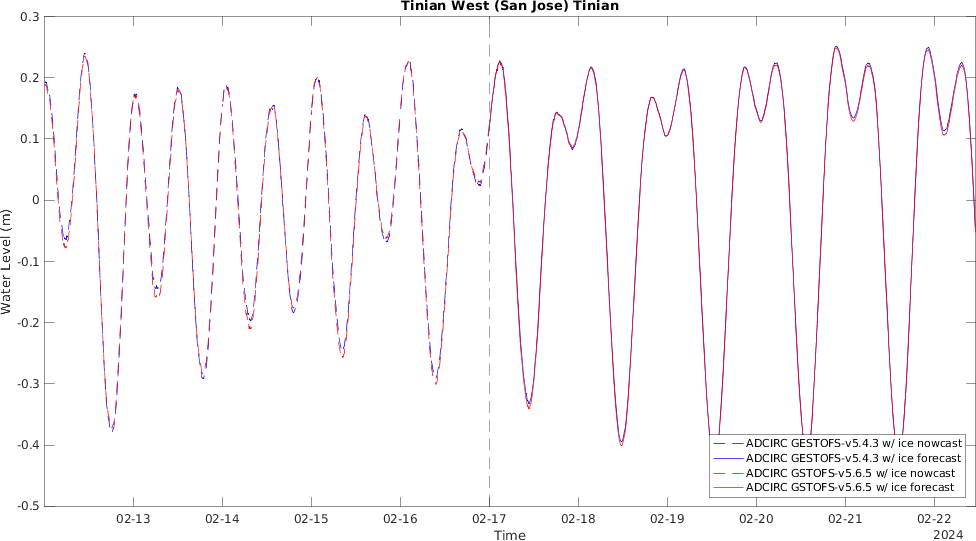 Tinian West (San Jose) Tinian
0.3
0.2
0.1
0
-0.1
-0.2
-0.3
-0.4
-0.5
Water Level (m)
ADCIRC GESTOFS-v5.4.3 w/ ice nowcast
ADCIRC GESTOFS-v5.4.3 w/ ice forecast
ADCIRC GSTOFS-v5.6.5 w/ ice nowcast
ADCIRC GSTOFS-v5.6.5 w/ ice forecast
02-13 02-14 02-15 02-16 02-17 02-18 02-19 02-20 02-21 02-22
Time
2024